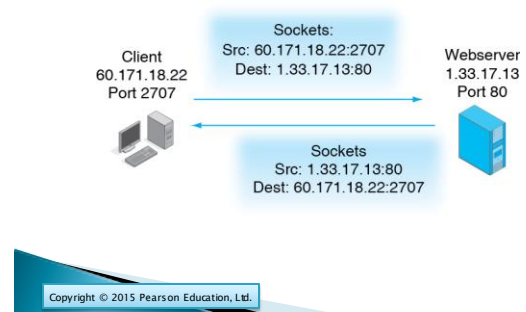 Sockets:
Src: 60.171.18.22:2707
Dest: 1.33.17.13:80
Client
60.171.18.22
Port 2707
Webserver
1.33.17.13
Port 80
Sockets
Src: 1.33.17.13:80
Dest: 60.171.18.22:2707
Copyright © 2015 Pearson Education, Ltd.